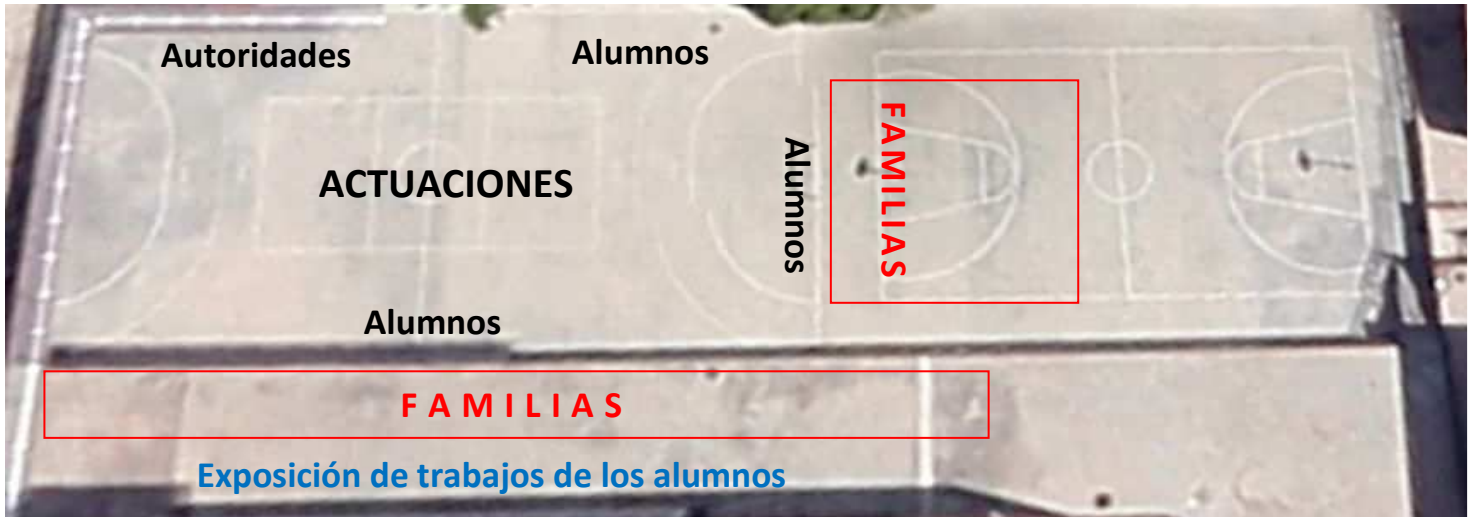 Autoridades
Alumnos
FAMILIAS
Alumnos
ACTUACIONES
Alumnos
FAMILIAS
Exposición de trabajos de los alumnos